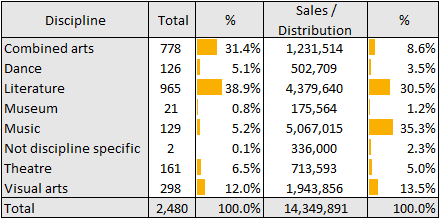 Discipline Total % Sales / Distribution %
Combined arts 778 31.4% 1,231,514 8.6%
Dance 126 5.1% 502,709 3.5%
Literature 965 38.9% 4,379,640 30.5%
Museum 21 0.8% 175,564 1.2%
Music 129 5.2% 5,067,015 35.3%
Not discipline specific 2 0.1% 336,000 2.3%
Theatre 161 6.5% 713,593 5.0%
Visual arts 298 12.0% 1,943,856 13.5%
Total 2,480 100.0% 14,349,891 100.0%